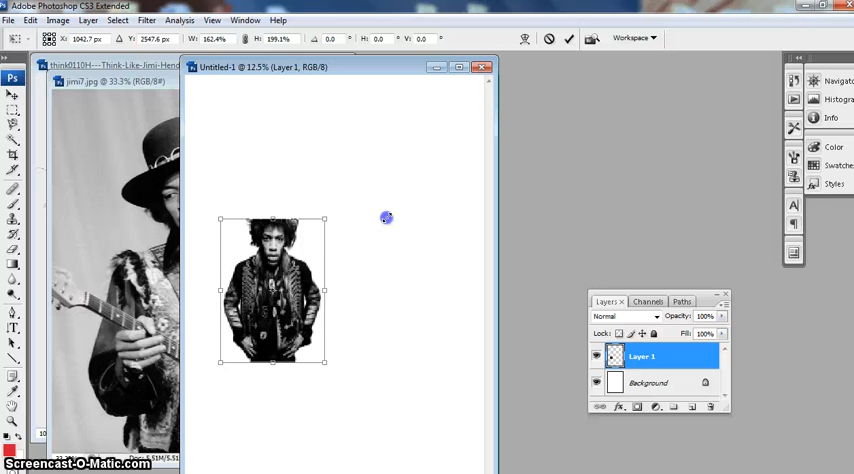 Adobe Photoshop CS3 Extended
File Edit Image Layer Select Filter Analysis View Window Help
X: 1042.7 px Y: 2547.6 px W: 162.4% H: 199.1% 0.0 H: 0.0 V: 0.0 Workspace
think0110H---Think-Like-Jimi-Hend
jimi7.jpg @ 33.3% (RGB/8#)
Untitled-1 @ 12.5% (Layer 1, RGB/8)
Ps
Navigato
Histogra
Info
Color
Swatche
Styles
Layers Channels Paths
Normal Opacity: 100%
Lock: Fill: 100%
Layer 1
Background
Screencast-O-Matic.com